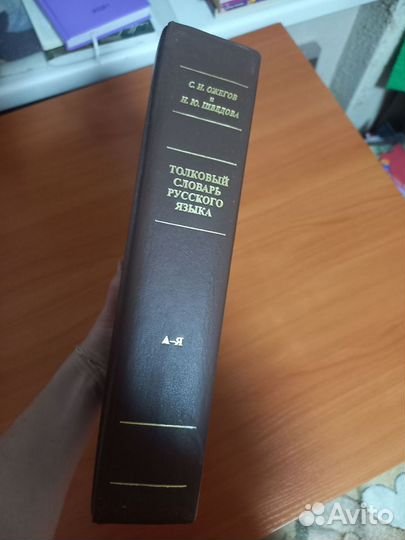 С. И. ОЖЕГОВ
и
Н. Ю. ШВЕДОВА
ТОЛКОВЫЙ
СЛОВАРЬ
РУССКОГО
ЯЗЫКА
А–Я
Avito